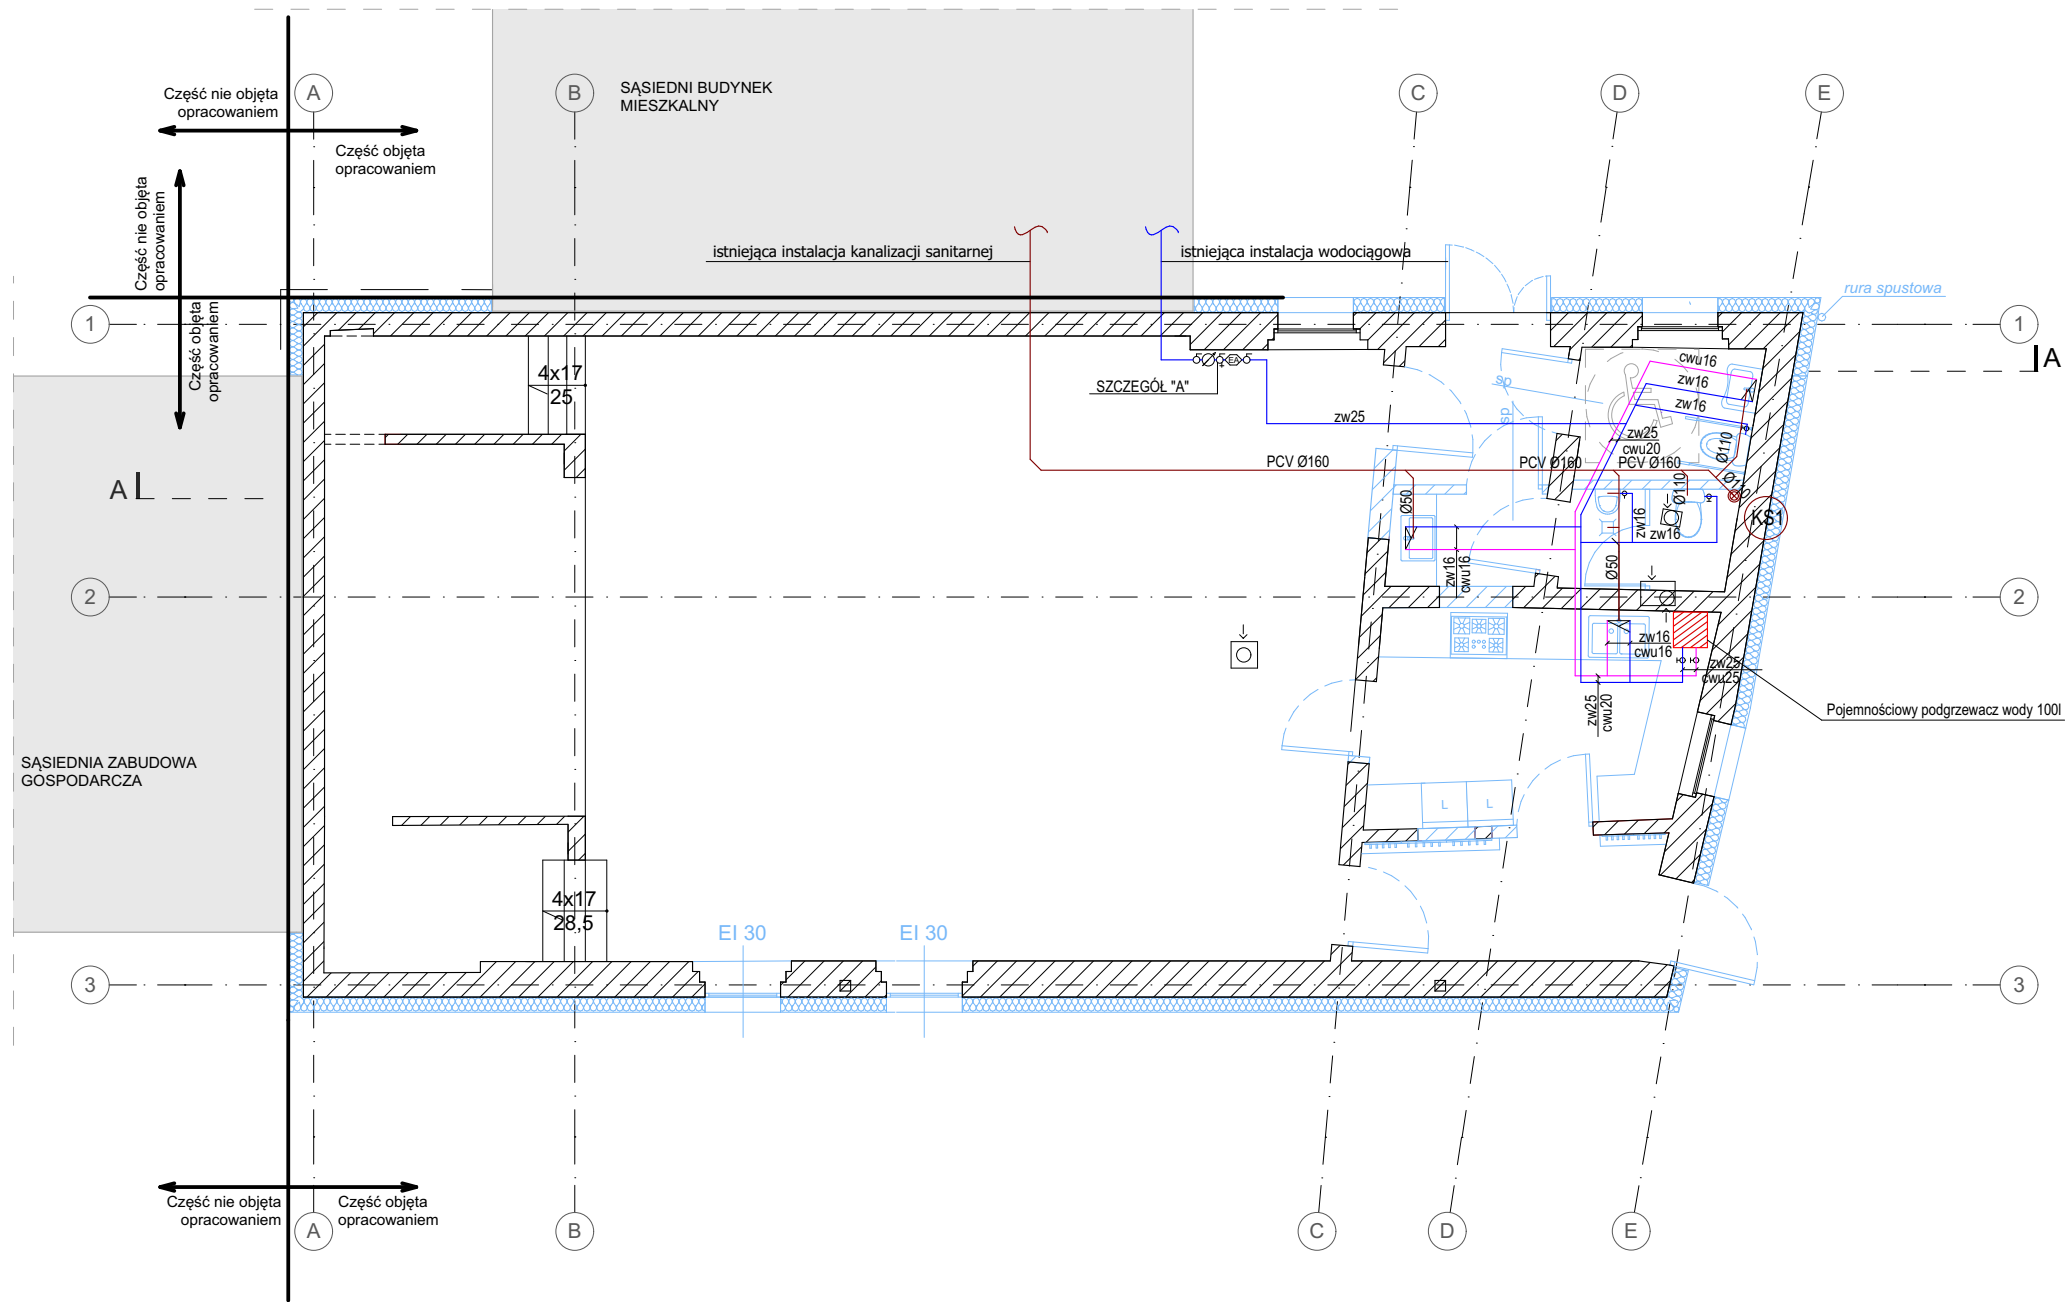 A
B
C
D
E
SĄSIEDNI BUDYNEK
MIESZKALNY
Część nie objęta
opracowaniem
Część objęta
opracowaniem
Część nie objęta
opracowaniem
Część objęta
opracowaniem
istniejąca instalacja kanalizacji sanitarnej
istniejąca instalacja wodociągowa
rura spustowa
1
1
4x17
25
EA
SZCZEGÓŁ "A"
zw25
sp
sp
cwu16
zw16
zw16
zw25
cwu20
A
A
PCV Ø160
PCV Ø160
PCV Ø160
Ø110
Ø110
Ø110
Ø50
KS1
zw16
zw16
zw16
cwu16
Ø50
2
2
zw16
cwu16
zw25
cwu25
zw25
cwu20
Pojemnościowy podgrzewacz wody 100l
SĄSIEDNIA ZABUDOWA
GOSPODARCZA
L
L
4x17
28,5
EI 30
EI 30
3
3
Część nie objęta
opracowaniem
Część objęta
opracowaniem
A
B
C
D
E